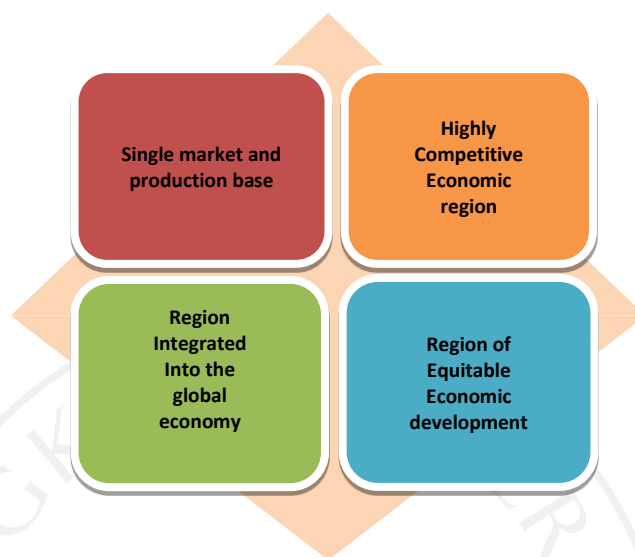 Single market and
production base
Highly
Competitive
Economic
region
Region
Integrated
Into the
global
economy
Region of
Equitable
Economic
development